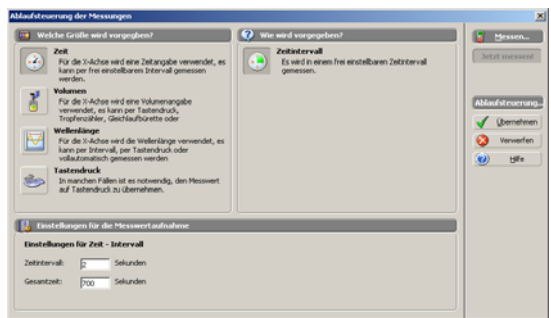 Ablaufsteuerung der Messungen
Welche Größe wird vorgegben?
Zeit
Für die X-Achse wird eine Zeitangabe verwendet, es
kann per frei einstellbarem Intervall gemessen
werden.
Volumen
Für die X-Achse wird eine Volumenangabe
verwendet, es kann per Tastendruck,
Tropfenzähler, Gleichlaufbürette oder
Wellenlänge
Für die X-Achse wird die Wellenlänge verwendet, es
kann per Intervall, per Tastendruck oder
vollautomatisch gemessen werden
Tastendruck
In manchen Fällen ist es notwendig, den Messwert
auf Tastendruck zu übernehmen.
Wie wird vorgegeben?
Zeitintervall
Es wird in einem frei einstellbaren Zeitintervall
gemessen.
Einstellungen für die Messwertaufnahme
Einstellungen für Zeit - Intervall
Zeitintervall: 2 Sekunden
Gesamtzeit: 700 Sekunden
Messen...
Jetzt messen!
Ablaufsteuerung...
Übernehmen
Verwerfen
Hilfe